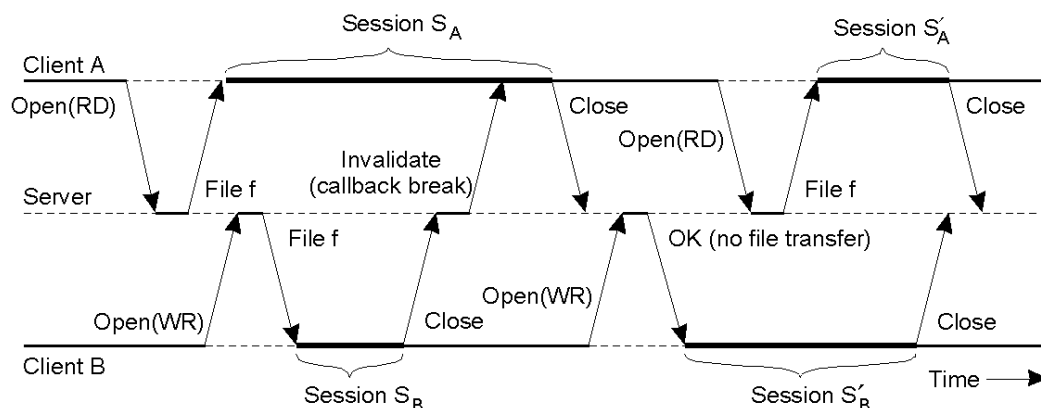 Session S_A
Session S′_A
Client A
Open(RD)
Close
Close
Open(RD)
Invalidate
(callback break)
File f
File f
Server
File f
OK (no file transfer)
Open(WR)
Close
Open(WR)
Close
Client B
Session S_B
Session S′_B
Time